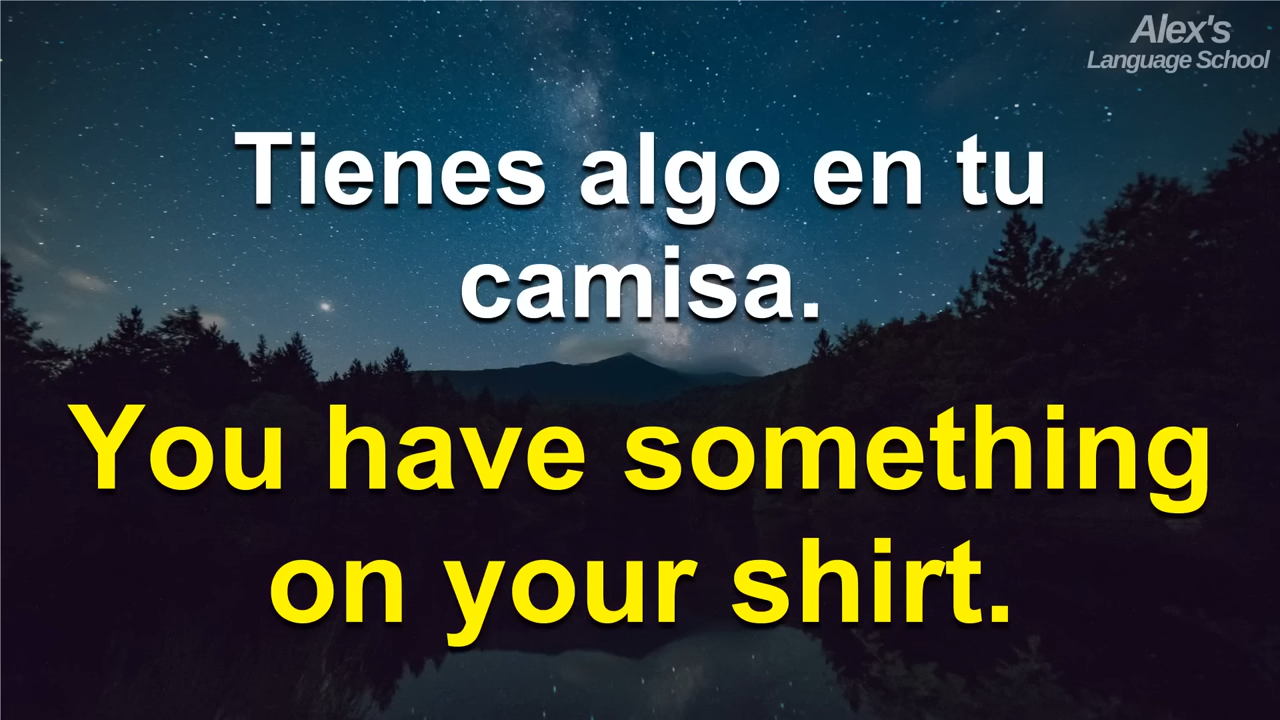 Alex's
Language School
Tienes algo en tu
camisa.
You have something
on your shirt.